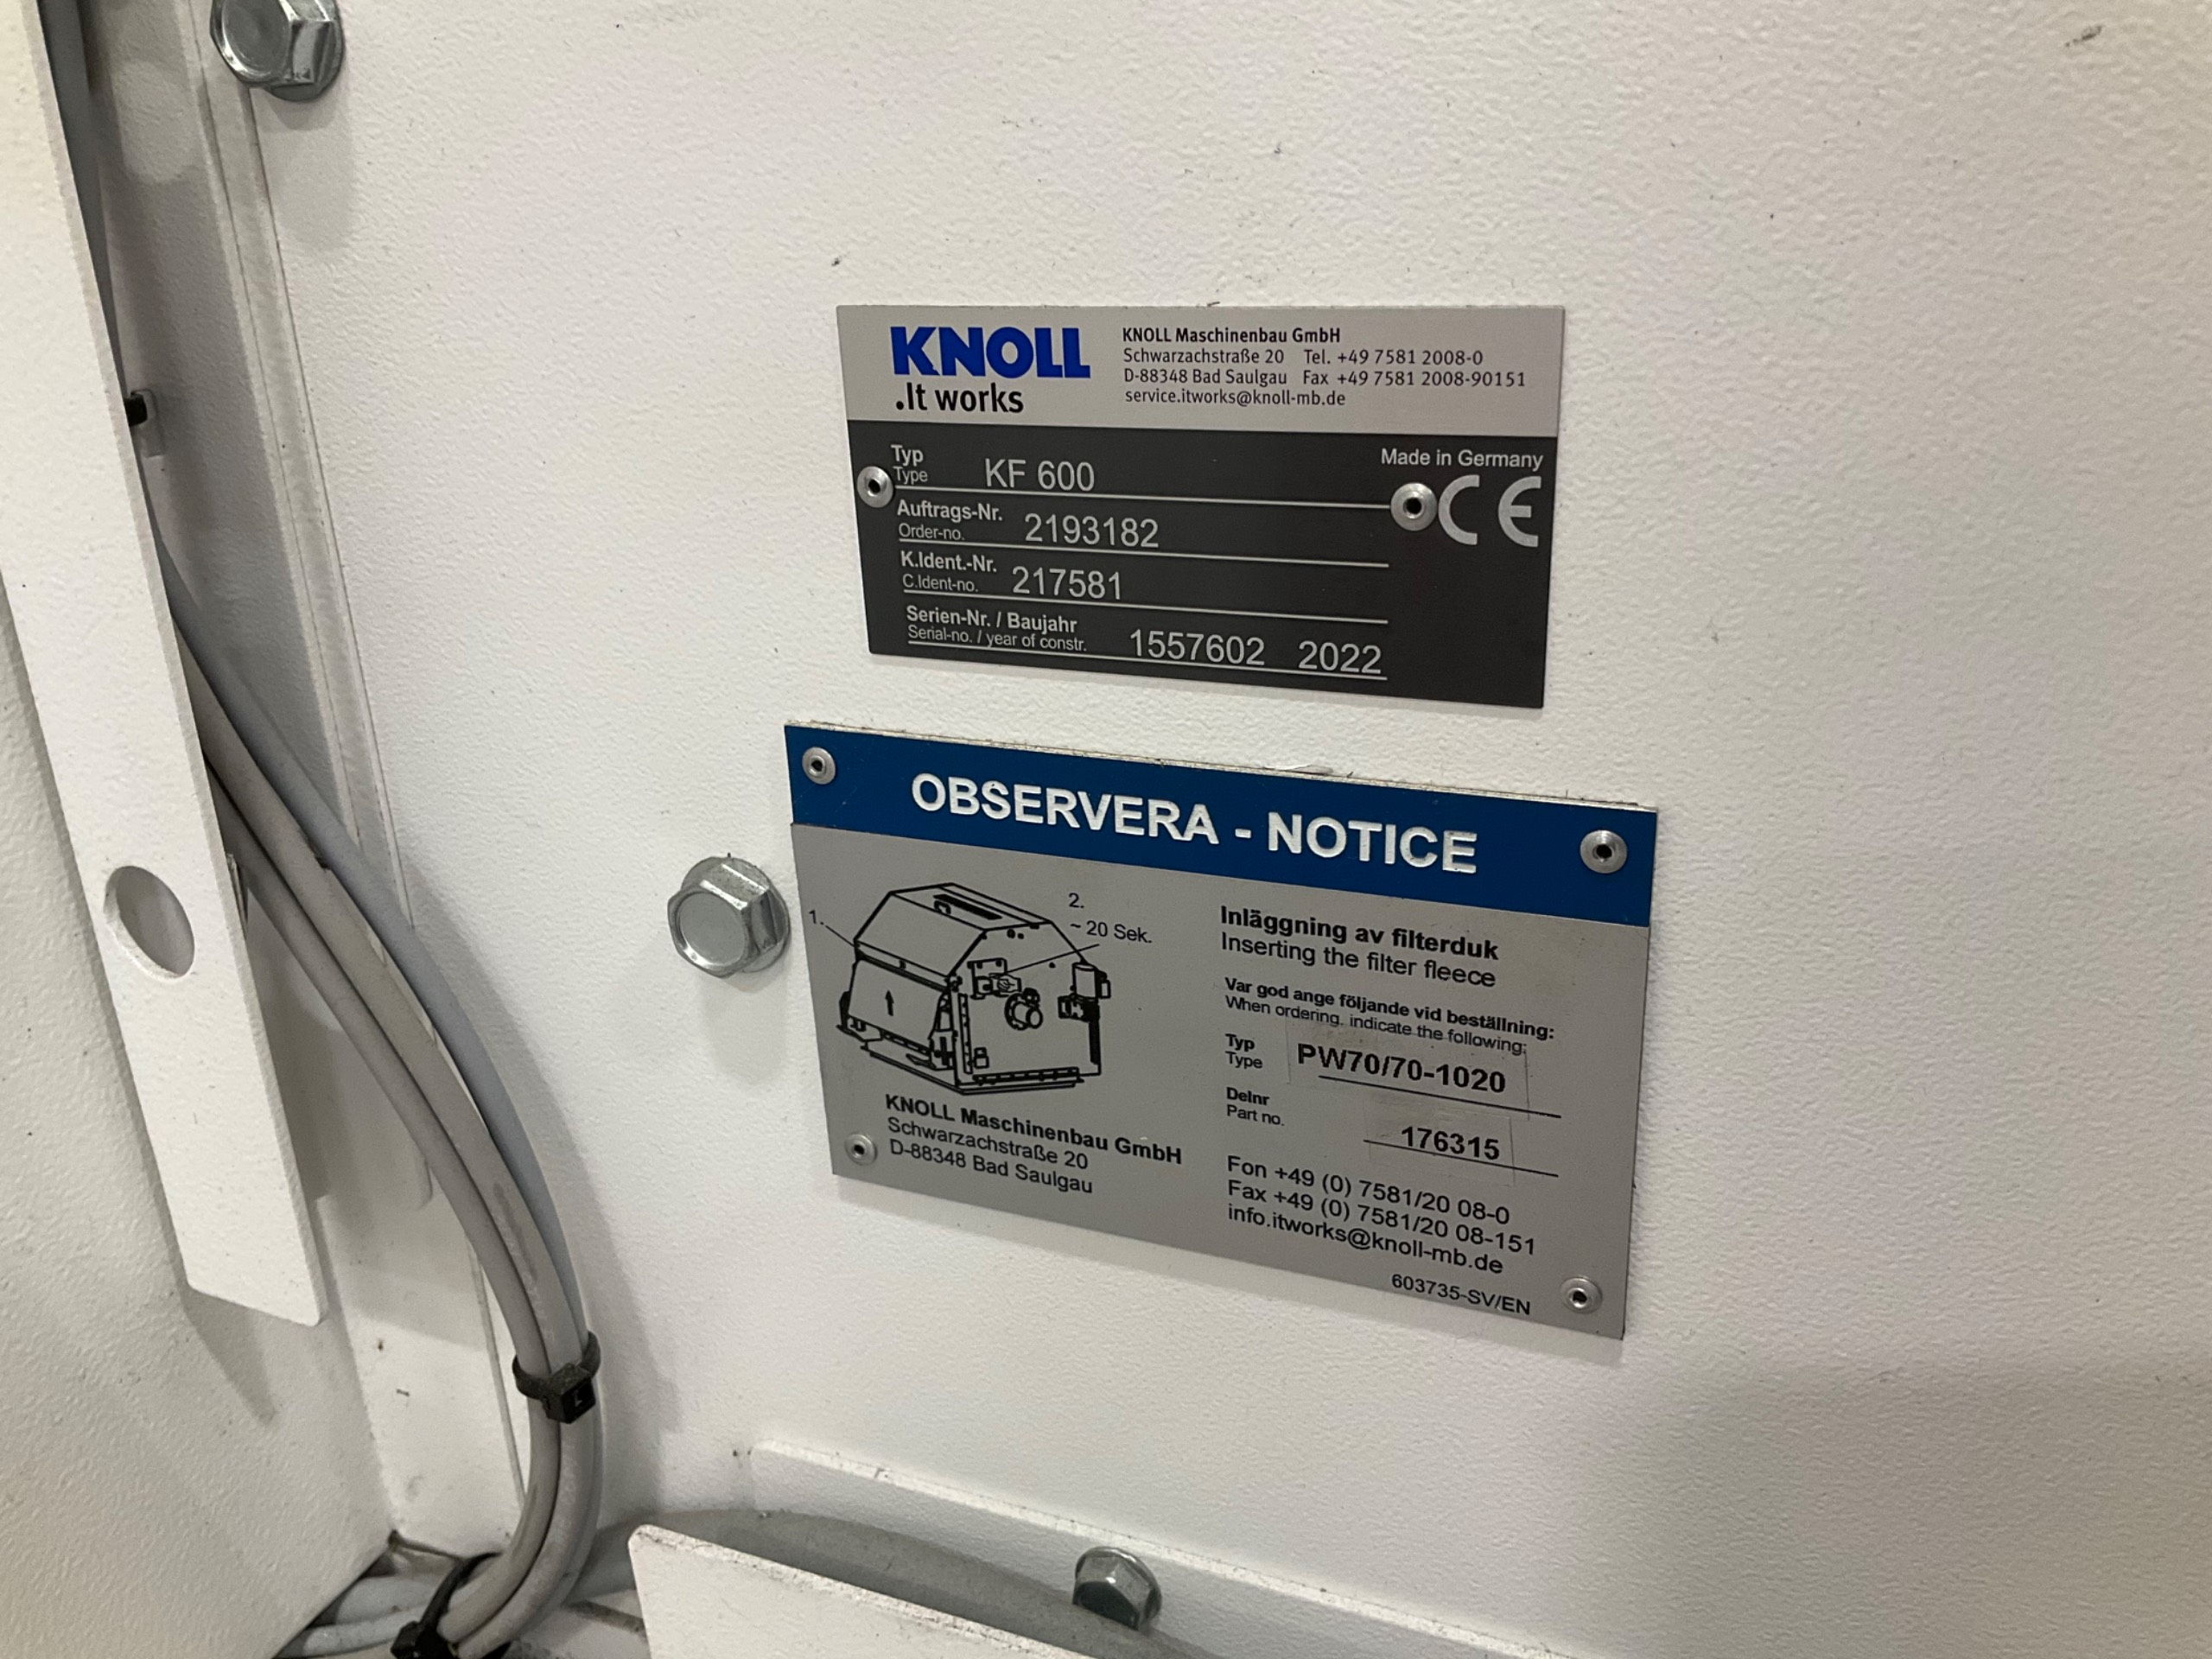 KNOLL
.It works
KNOLL Maschinenbau GmbH
Schwarzachstraße 20 Tel. +49 7581 2008-0
D-88348 Bad Saulgau Fax +49 7581 2008-90151
service.itworks@knoll-mb.de
Made in Germany
CE
Typ
Type KF 600
Auftrags-Nr.
Order-no. 2193182
K.Ident.-Nr.
C.Ident-no. 217581
Serien-Nr. / Baujahr
Serial-no. / year of constr. 1557602 2022
OBSERVERA - NOTICE
1.
2.
~ 20 Sek.
KNOLL Maschinenbau GmbH
Schwarzachstraße 20
D-88348 Bad Saulgau
Inläggning av filterduk
Inserting the filter fleece
Var god ange följande vid beställning:
When ordering, indicate the following:
Typ
Type PW70/70-1020
Delnr
Part no. 176315
Fon +49 (0) 7581/20 08-0
Fax +49 (0) 7581/20 08-151
info.itworks@knoll-mb.de
603735-SV/EN